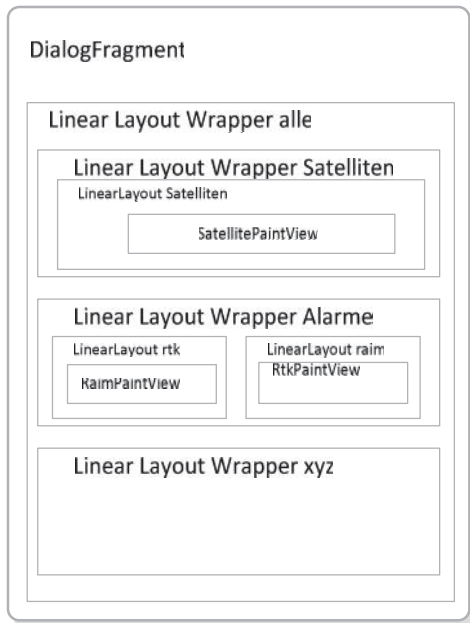 DialogFragment
Linear Layout Wrapper alle
Linear Layout Wrapper Satelliten
LinearLayout Satelliten
SatellitePaintView
Linear Layout Wrapper Alarme
LinearLayout rtk
LinearLayout raim
RaimPaintView
RtkPaintView
Linear Layout Wrapper xyz